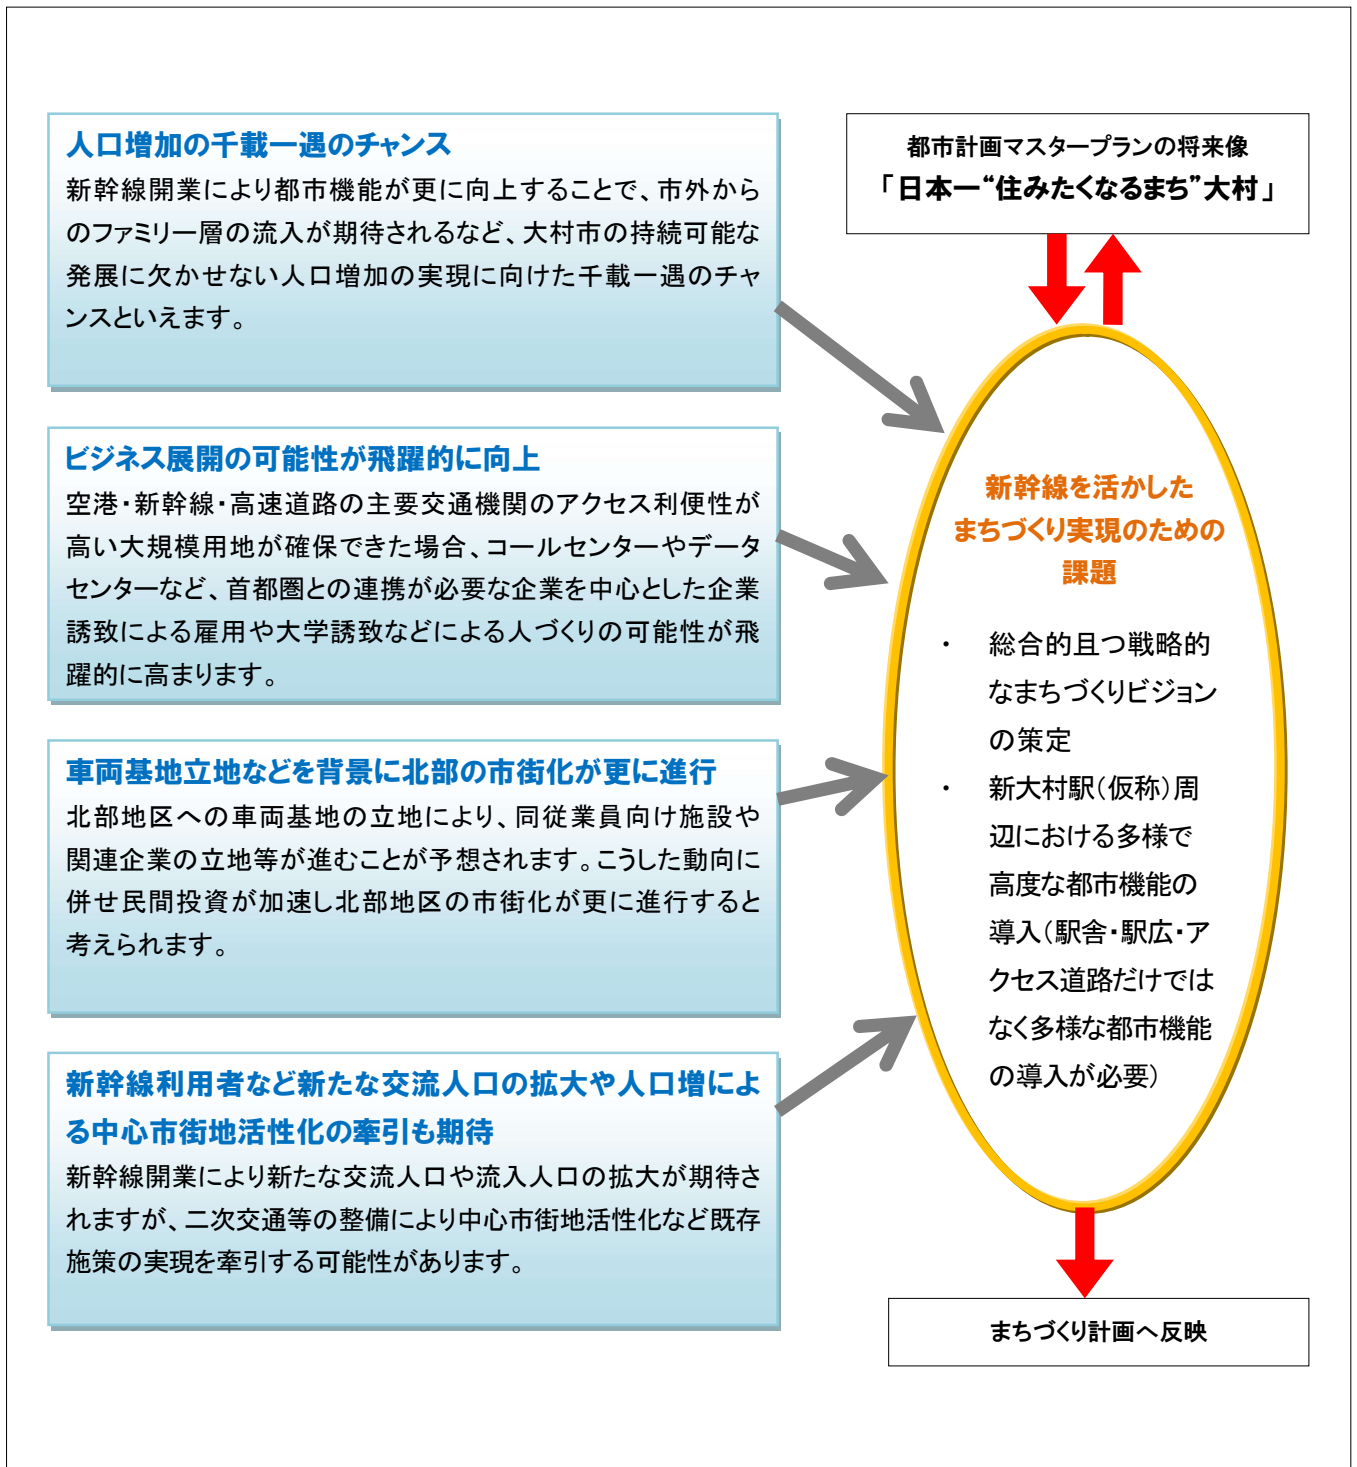 人口増加の千載一遇のチャンス
新幹線開業により都市機能が更に向上することで、市外から
のファミリー層の流入が期待されるなど、大村市の持続可能な
発展に欠かせない人口増加の実現に向けた千載一遇のチャ
ンスといえます。
ビジネス展開の可能性が飛躍的に向上
空港・新幹線・高速道路の主要交通機関のアクセス利便性が
高い大規模用地が確保できた場合、コールセンターやデータ
センターなど、首都圏との連携が必要な企業を中心とした企業
誘致による雇用や大学誘致などによる人づくりの可能性が飛
躍的に高まります。
車両基地立地などを背景に北部の市街化が更に進行
北部地区への車両基地の立地により、同従業員向け施設や
関連企業の立地等が進むことが予想されます。こうした動向に
併せ民間投資が加速し北部地区の市街化が更に進行すると
考えられます。
新幹線利用者など新たな交流人口の拡大や人口増によ
る中心市街地活性化の牽引も期待
新幹線開業により新たな交流人口や流入人口の拡大が期待さ
れますが、二次交通等の整備により中心市街地活性化など既存
施策の実現を牽引する可能性があります。
都市計画マスタープランの将来像
「日本一“住みたくなるまち”大村」
新幹線を活かした
まちづくり実現のための
課題
・ 総合的且つ戦略的
なまちづくりビジョン
の策定
・ 新大村駅（仮称）周
辺における多様で
高度な都市機能の
導入（駅舎・駅広・ア
クセス道路だけでは
なく多様な都市機能
の導入が必要）
まちづくり計画へ反映